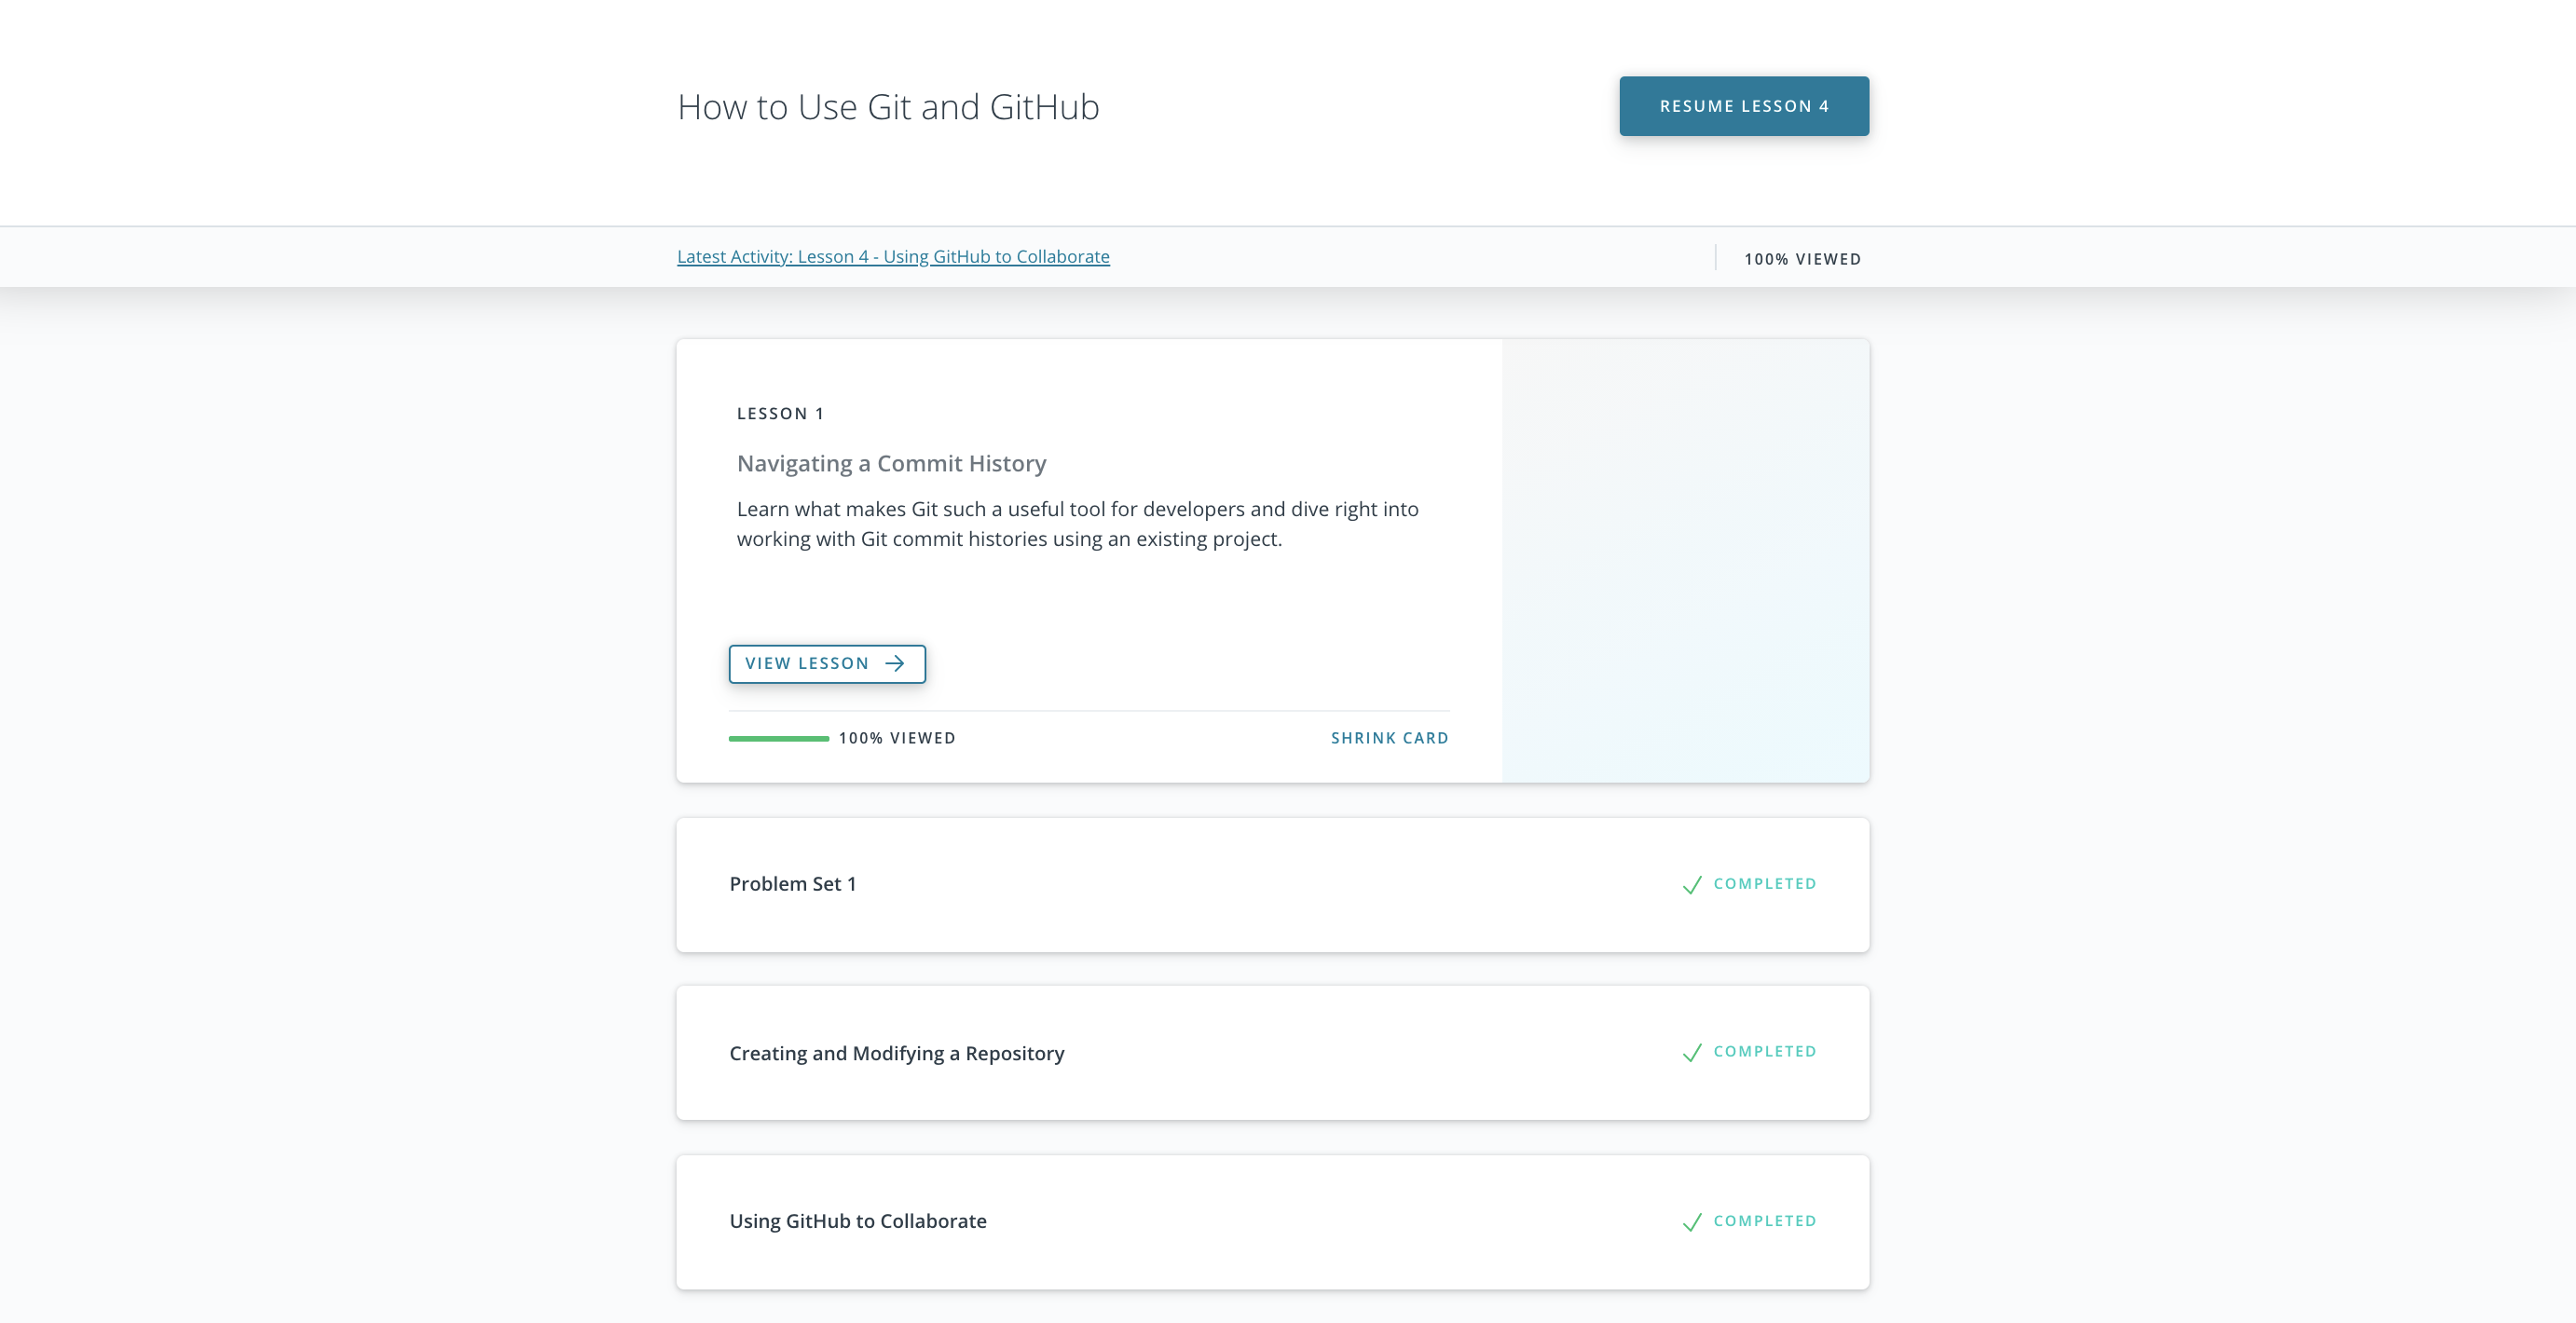 How to Use Git and GitHub
RESUME LESSON 4
Latest Activity: Lesson 4 - Using GitHub to Collaborate
100% VIEWED
LESSON 1
Navigating a Commit History
Learn what makes Git such a useful tool for developers and dive right into
working with Git commit histories using an existing project.
VIEW LESSON
100% VIEWED
SHRINK CARD
Problem Set 1
COMPLETED
Creating and Modifying a Repository
COMPLETED
Using GitHub to Collaborate
COMPLETED